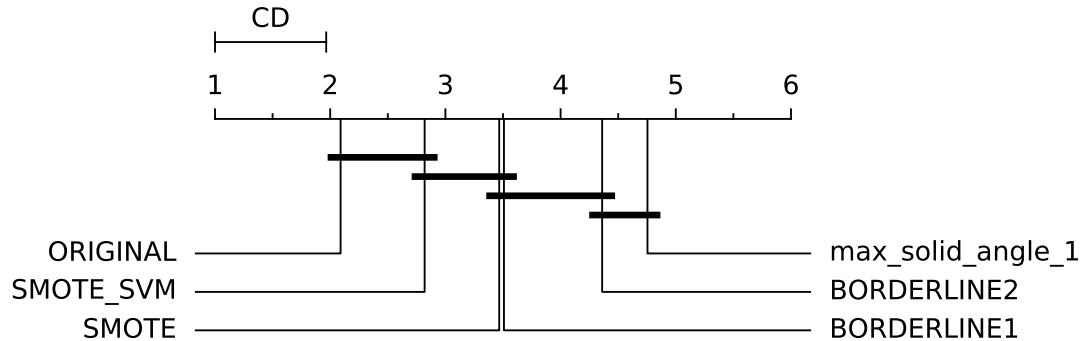 CD
1 2 3 4 5 6
ORIGINAL max_solid_angle_1
SMOTE_SVM BORDERLINE2
SMOTE BORDERLINE1